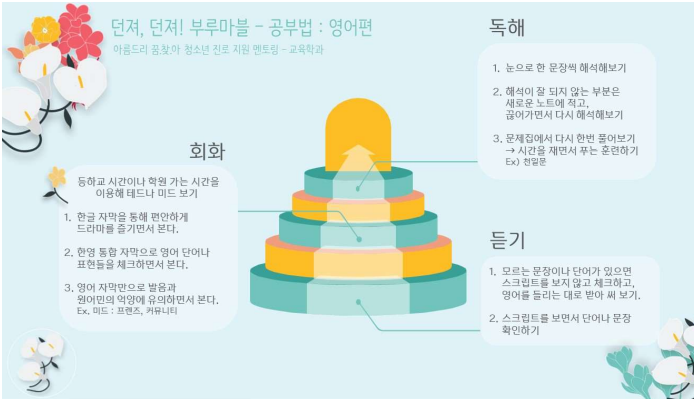 던져, 던져! 부루마블 - 공부법 : 영어편
아름드리 꿈찾아 청소년 진로 지원 멘토링 - 교육학과
독해
1. 눈으로 한 문장씩 해석해보기
2. 해석이 잘 되지 않는 부분은
새로운 노트에 적고,
끊어가면서 다시 해석해보기
3. 문제집에서 다시 한번 풀어보기
→ 시간을 재면서 푸는 훈련하기
Ex) 천일문
회화
등하교 시간이나 학원 가는 시간을
이용해 테드나 미드 보기
1. 한글 자막을 통해 편안하게
드라마를 즐기면서 본다.
2. 한영 통합 자막으로 영어 단어나
표현들을 체크하면서 본다.
3. 영어 자막만으로 발음과
원어민의 억양에 유의하면서 본다.
Ex. 미드 : 프렌즈, 커뮤니티
듣기
1. 모르는 문장이나 단어가 있으면
스크립트를 보지 않고 체크하고,
영어를 들리는 대로 받아 써 보기.
2. 스크립트를 보면서 단어나 문장
확인하기